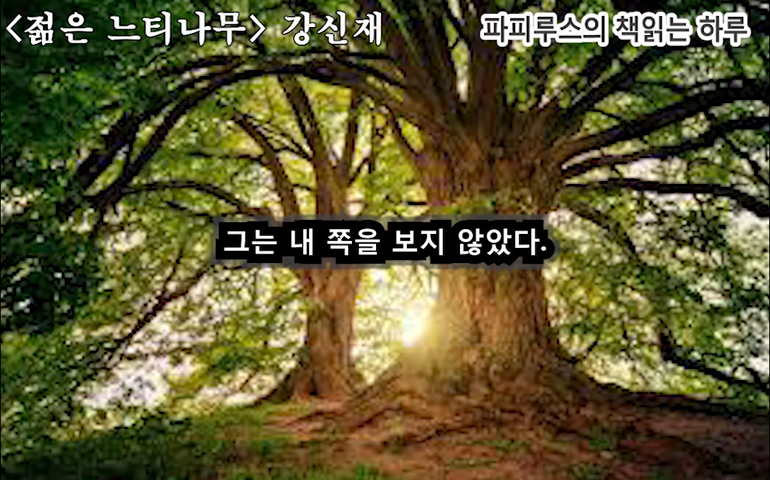 <젊은 느티나무> 강신재
파피루스의 책읽는 하루
그는 내 쪽을 보지 않았다.